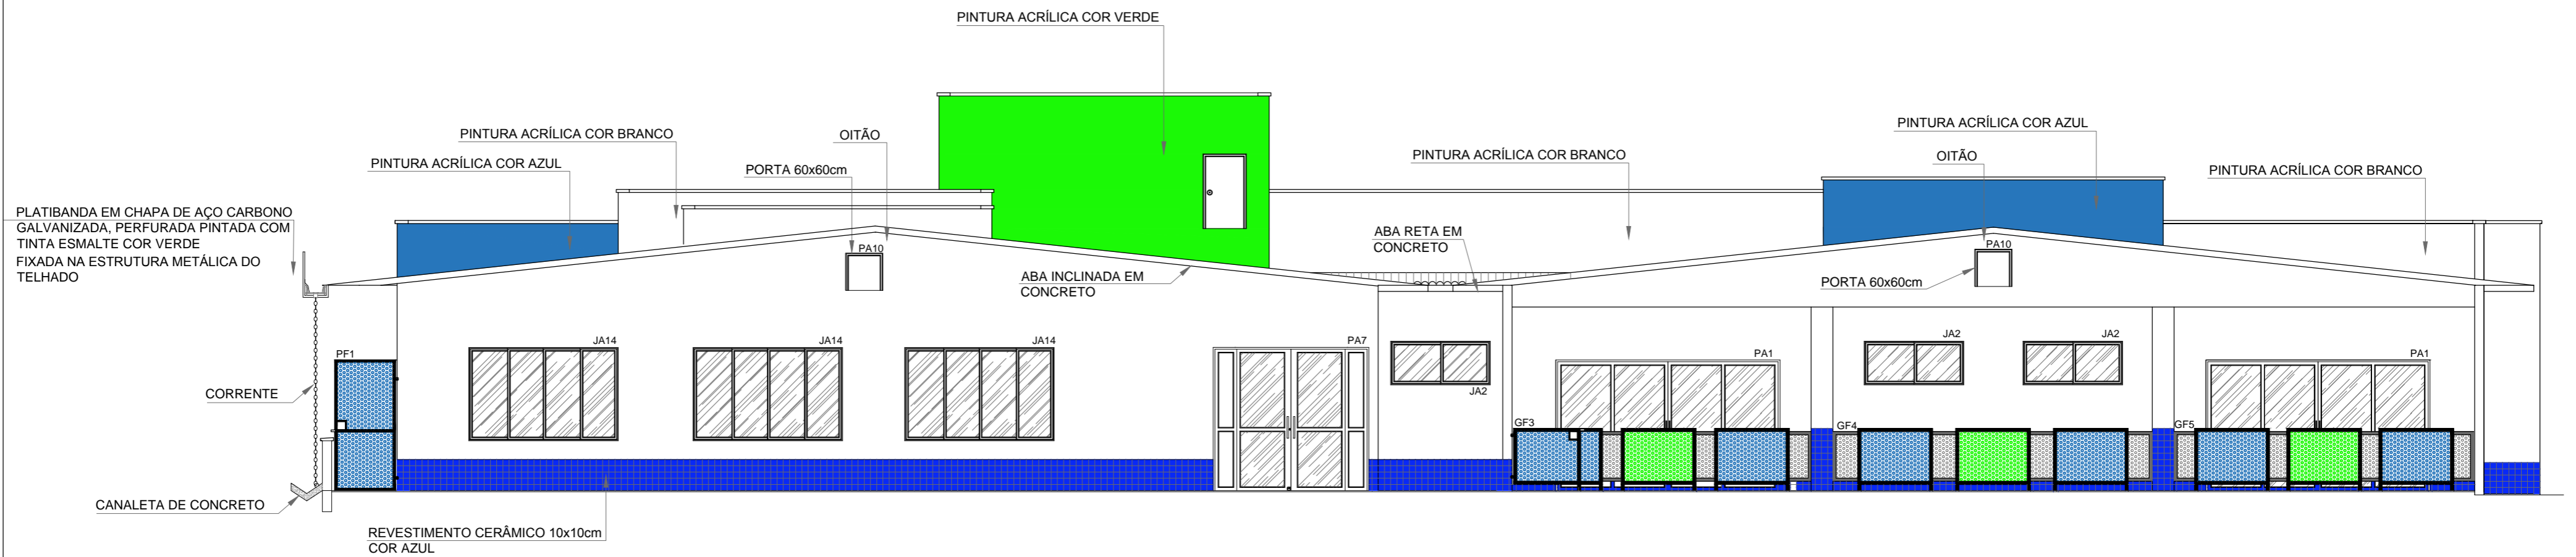 PINTURA ACRÍLICA COR VERDE
PINTURA ACRÍLICA COR BRANCO
OITÃO
PINTURA ACRÍLICA COR AZUL
PORTA 60x60cm
PINTURA ACRÍLICA COR BRANCO
PINTURA ACRÍLICA COR AZUL
OITÃO
PINTURA ACRÍLICA COR BRANCO
PLATIBANDA EM CHAPA DE AÇO CARBONO
GALVANIZADA, PERFURADA PINTADA COM
TINTA ESMALTE COR VERDE
FIXADA NA ESTRUTURA METÁLICA DO
TELHADO
PA10
ABA INCLINADA EM
CONCRETO
ABA RETA EM
CONCRETO
PA10
PORTA 60x60cm
PF1
JA14
JA14
JA14
PA7
JA2
PA1
JA2
JA2
PA1
CORRENTE
GF3
GF4
GF5
CANALETA DE CONCRETO
REVESTIMENTO CERÂMICO 10x10cm
COR AZUL